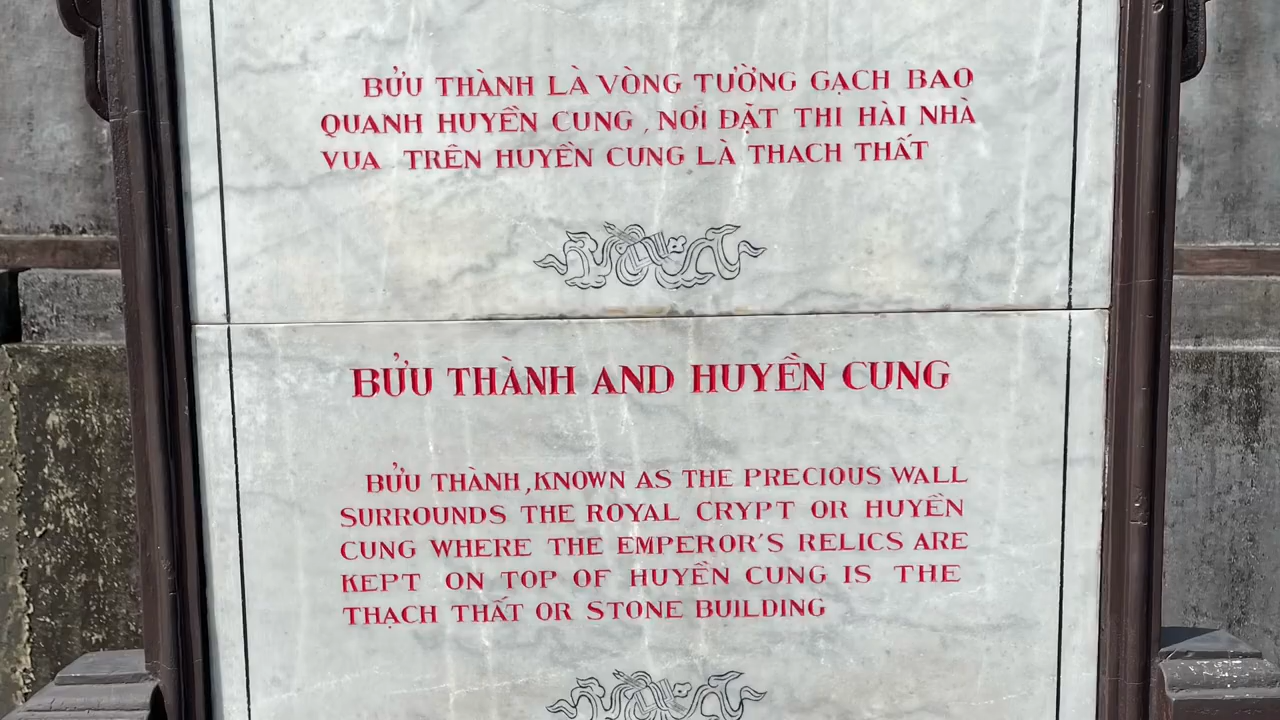 BỬU THÀNH LÀ VÒNG TƯỜNG GẠCH BAO
QUANH HUYỀN CUNG , NƠI ĐẶT THI HÀI NHÀ
VUA TRÊN HUYỀN CUNG LÀ THẠCH THẤT
BỬU THÀNH AND HUYỀN CUNG
BỬU THÀNH ,KNOWN AS THE PRECIOUS WALL
SURROUNDS THE ROYAL CRYPT OR HUYỀN
CUNG WHERE THE EMPEROR'S RELICS ARE
KEPT ON TOP OF HUYỀN CUNG IS THE
THẠCH THẤT OR STONE BUILDING